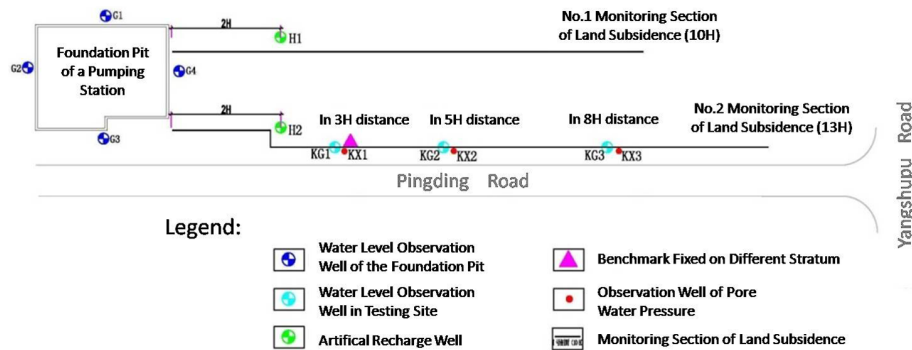 G1
2H
H1
No.1 Monitoring Section
of Land Subsidence (10H)
Foundation Pit
of a Pumping
Station
G2
G4
2H
H2
G3
In 3H distance
In 5H distance
In 8H distance
No.2 Monitoring Section
of Land Subsidence (13H)
KG1
KX1
KG2
KX2
KG3
KX3
Pingding Road
Yangshupu Road
Legend:
Water Level Observation
Well of the Foundation Pit
Benchmark Fixed on Different Stratum
Water Level Observation
Well in Testing Site
Observation Well of Pore
Water Pressure
Artifical Recharge Well
Monitoring Section of Land Subsidence